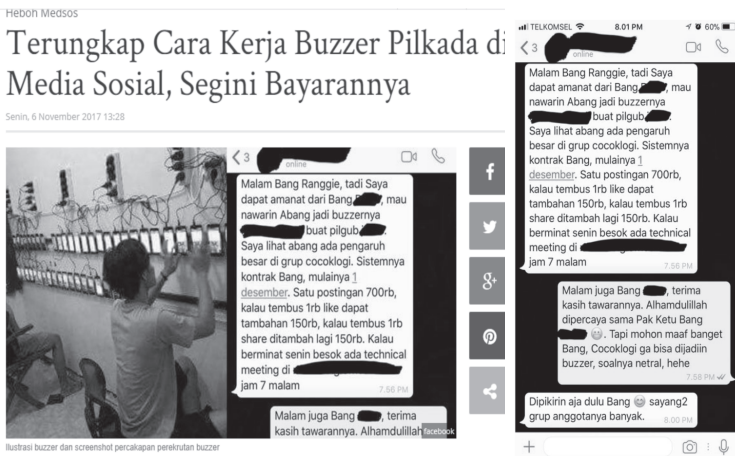 Heboh Medsos
Terungkap Cara Kerja Buzzer Pilkada di
Media Sosial, Segini Bayarannya
Senin, 6 November 2017 13:28
3
online
Malam Bang Ranggie, tadi Saya
dapat amanat dari Bang , mau
nawarin Abang jadi buzzernya
buat pilgub
Saya lihat abang ada pengaruh
besar di grup cocoklogi. Sistemnya
kontrak Bang, mulainya 1
desember. Satu postingan 700rb,
kalau tembus 1rb like dapat
tambahan 150rb, kalau tembus 1rb
share ditambah lagi 150rb. Kalau
berminat senin besok ada technical
meeting di
jam 7 malam
7.56 PM
Malam juga Bang , terima
kasih tawarannya. Alhamdulillah
facebook
f
g+
Ilustrasi buzzer dan screenshot percakapan perekrutan buzzer
TELKOMSEL 8.01 PM 60%
3
online
Malam Bang Ranggie, tadi Saya
dapat amanat dari Bang , mau
nawarin Abang jadi buzzernya
buat pilgub
Saya lihat abang ada pengaruh
besar di grup cocoklogi. Sistemnya
kontrak Bang, mulainya 1
desember. Satu postingan 700rb,
kalau tembus 1rb like dapat
tambahan 150rb, kalau tembus 1rb
share ditambah lagi 150rb. Kalau
berminat senin besok ada technical
meeting di
jam 7 malam
7.56 PM
Malam juga Bang , terima
kasih tawarannya. Alhamdulillah
dipercaya sama Pak Ketu Bang
. Tapi mohon maaf banget
Bang, Cocoklogi ga bisa dijadiin
buzzer, soalnya netral, hehe
7.58 PM
Dipikirin aja dulu Bang sayang2
grup anggotanya banyak.
8.00 PM